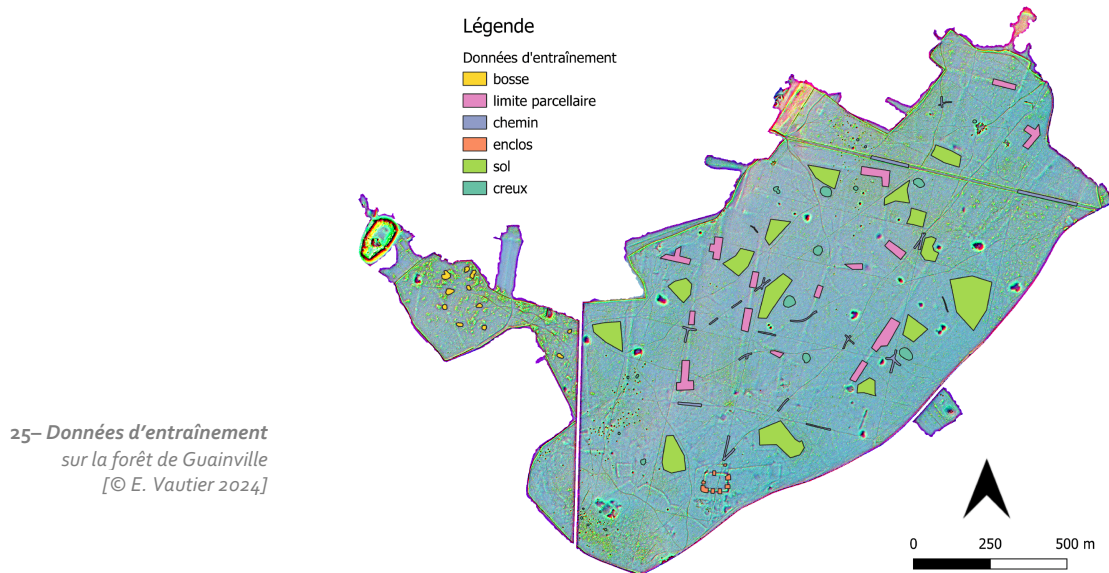 Légende
Données d'entraînement
bosse
limite parcellaire
chemin
enclos
sol
creux
25– Données d'entraînement
sur la forêt de Guainville
[© E. Vautier 2024]
0 250 500 m